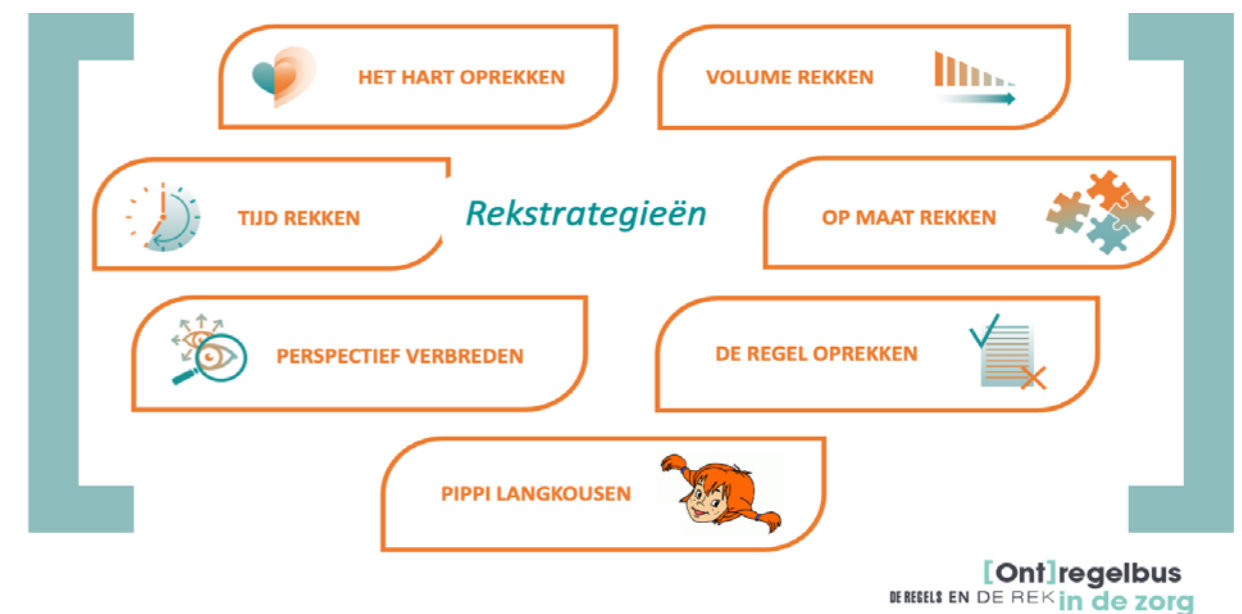 HET HART OPREKKEN
VOLUME REKKEN
TIJD REKKEN
Rekstrategieën
OP MAAT REKKEN
PERSPECTIEF VERBREDEN
DE REGEL OPREKKEN
PIPPI LANGKOUSEN
[Ont]regelbus
DE REGELS EN DE REK in de zorg